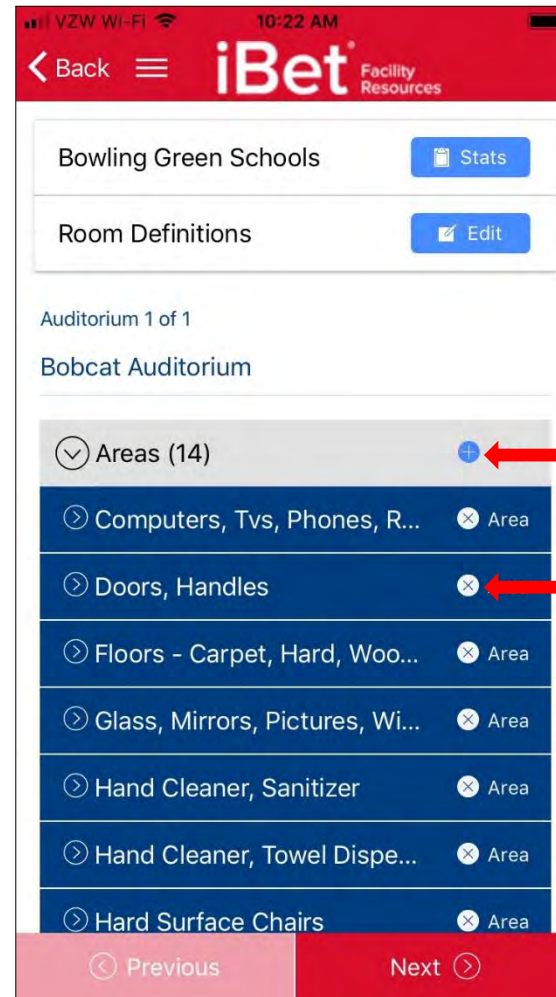 VZW Wi-Fi 10:22 AM
Back iBet Facility Resources
Bowling Green Schools Stats
Room Definitions Edit
Auditorium 1 of 1
Bobcat Auditorium
Areas (14)
Computers, Tvs, Phones, R... Area
Doors, Handles
Floors - Carpet, Hard, Woo... Area
Glass, Mirrors, Pictures, Wi... Area
Hand Cleaner, Sanitizer Area
Hand Cleaner, Towel Dispe... Area
Hard Surface Chairs Area
Previous Next